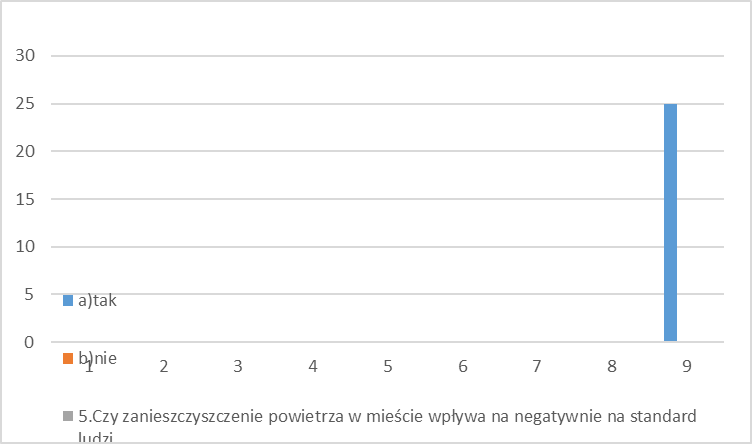 30
25
20
15
10
5
0
a)tak
b)nie
1 2 3 4 5 6 7 8 9
5.Czy zanieszczyszczenie powietrza w mieście wpływa na negatywnie na standard
ludzi